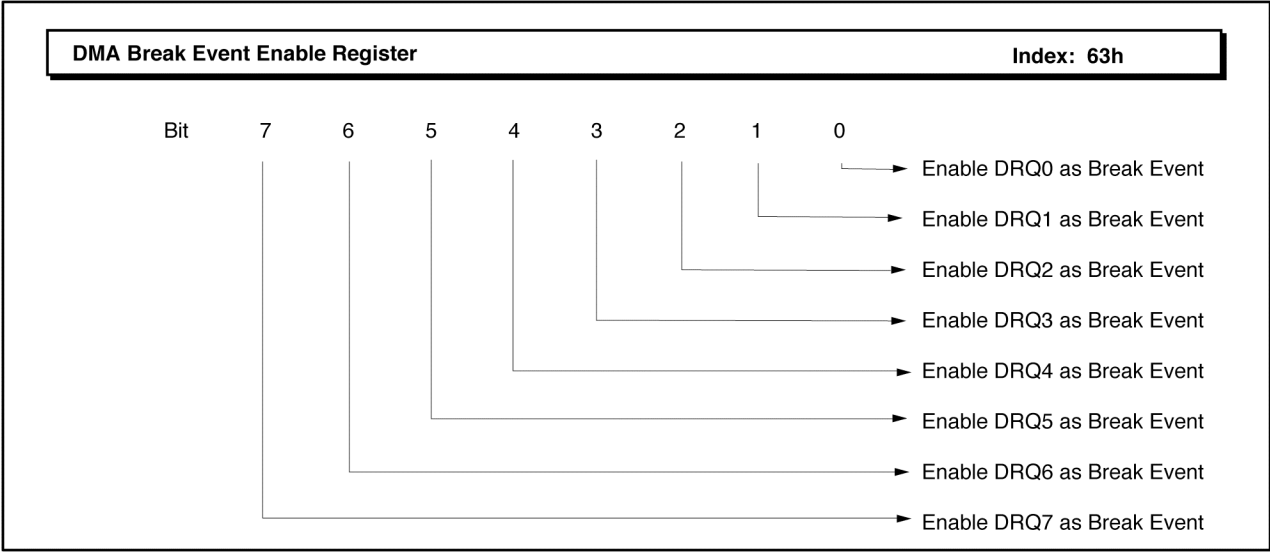 DMA Break Event Enable Register Index: 63h
Bit 7 6 5 4 3 2 1 0
Enable DRQ0 as Break Event
Enable DRQ1 as Break Event
Enable DRQ2 as Break Event
Enable DRQ3 as Break Event
Enable DRQ4 as Break Event
Enable DRQ5 as Break Event
Enable DRQ6 as Break Event
Enable DRQ7 as Break Event